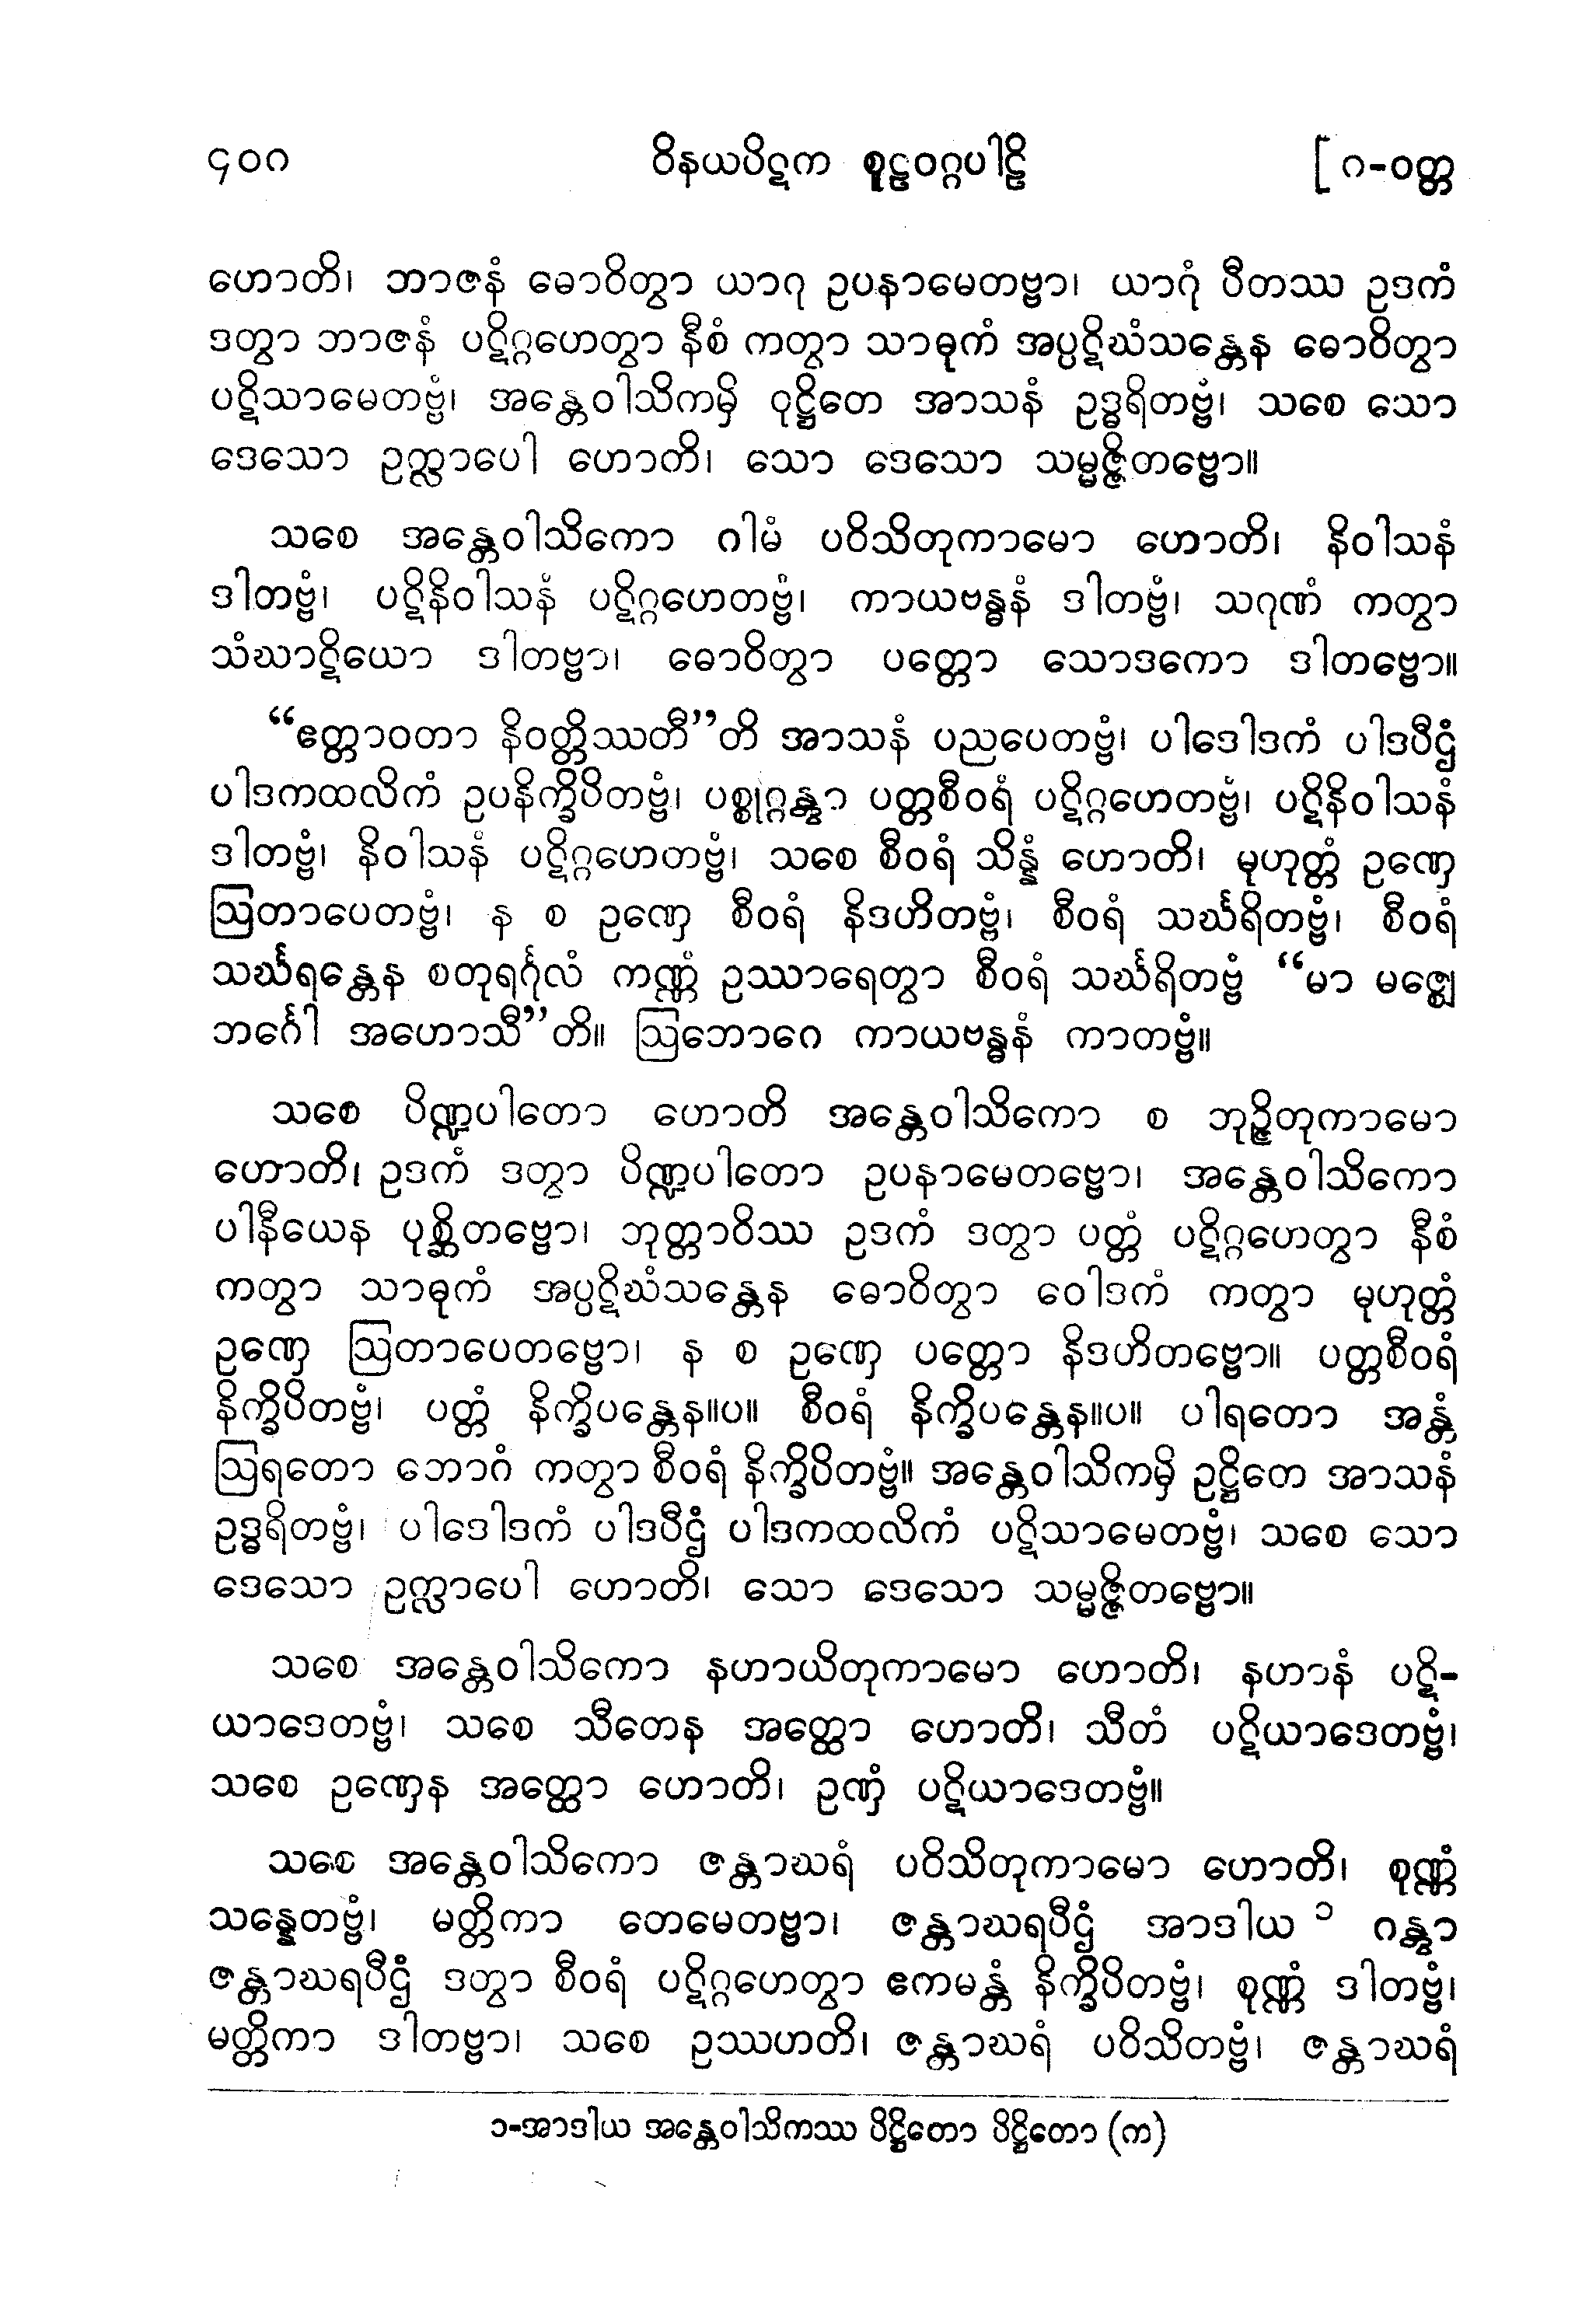 ၄၀ဂ ဝိနယပိဋက စူဠဝဂ္ဂပါဠိ [ ဂ-ဝတ္တ
ဟောတိ၊ ဘာဇနံ ဓောဝိတွာ ယာဂု ဥပနာမေတဗ္ဗာ၊ ယာဂုံ ပီတဿ ဥဒကံ
ဒတွာ ဘာဇနံ ပဋိဂ္ဂဟေတွာ နီစံ ကတွာ သာဓုကံ အပ္ပဋိဃံသန္တေန ဓောဝိတွာ
ပဋိသာမေတဗ္ဗံ၊ အန္တေဝါသိကမှိ ဝုဋ္ဌိတေ အာသနံ ဥဒ္ဓရိတဗ္ဗံ၊ သစေ သော
ဒေသော ဥက္လာပေါ ဟောတိ၊ သော ဒေသော သမ္မဇ္ဇိတဗ္ဗော။
သစေ အန္တေဝါသိကော ဂါမံ ပဝိသိတုကာမော ဟောတိ၊ နိဝါသနံ
ဒါတဗ္ဗံ၊ ပဋိနိဝါသနံ ပဋိဂ္ဂဟေတဗ္ဗံ၊ ကာယဗန္ဓနံ ဒါတဗ္ဗံ၊ သဂုဏံ ကတွာ
သံဃာဋိယော ဒါတဗ္ဗာ၊ ဓောဝိတွာ ပတ္တော သောဒကော ဒါတဗ္ဗော။
“ဧတ္တာဝတာ နိဝတ္တိဿတီ”တိ အာသနံ ပညပေတဗ္ဗံ၊ ပါဒေါဒကံ ပါဒပီဌံ
ပါဒကထလိကံ ဥပနိက္ခိပိတဗ္ဗံ၊ ပစ္စုဂ္ဂန္တွာ ပတ္တစီဝရံ ပဋိဂ္ဂဟေတဗ္ဗံ၊ ပဋိနိဝါသနံ
ဒါတဗ္ဗံ၊ နိဝါသနံ ပဋိဂ္ဂဟေတဗ္ဗံ၊ သစေ စီဝရံ သိန္နံ ဟောတိ၊ မုဟုတ္တံ ဥဏှေ
ဩတာပေတဗ္ဗံ၊ န စ ဥဏှေ စီဝရံ နိဒဟိတဗ္ဗံ၊ စီဝရံ သင်္ဃရိတဗ္ဗံ၊ စီဝရံ
သင်္ဃရန္တေန စတုရင်္ဂုလံ ကဏ္ဏံ ဥဿာရေတွာ စီဝရံ သင်္ဃရိတဗ္ဗံ “မာ မဇ္ဈေ
ဘင်္ဂေါ အဟောသီ”တိ။ ဩဘောဂေ ကာယဗန္ဓနံ ကာတဗ္ဗံ။
သစေ ပိဏ္ဍပါတော ဟောတိ အန္တေဝါသိကော စ ဘုဉ္ဇိတုကာမော
ဟောတိ၊ ဥဒကံ ဒတွာ ပိဏ္ဍပါတော ဥပနာမေတဗ္ဗော၊ အန္တေဝါသိကော
ပါနီယေန ပုစ္ဆိတဗ္ဗော၊ ဘုတ္တာဝိဿ ဥဒကံ ဒတွာ ပတ္တံ ပဋိဂ္ဂဟေတွာ နီစံ
ကတွာ သာဓုကံ အပ္ပဋိဃံသန္တေန ဓောဝိတွာ ဝေါဒကံ ကတွာ မုဟုတ္တံ
ဥဏှေ ဩတာပေတဗ္ဗော၊ န စ ဥဏှေ ပတ္တော နိဒဟိတဗ္ဗော။ ပတ္တစီဝရံ
နိက္ခိပိတဗ္ဗံ၊ ပတ္တံ နိက္ခိပန္တေန။ပ။ စီဝရံ နိက္ခိပန္တေန။ပ။ ပါရတော အန္တံ
ဩရတော ဘောဂံ ကတွာ စီဝရံ နိက္ခိပိတဗ္ဗံ။ အန္တေဝါသိကမှိ ဥဋ္ဌိတေ အာသနံ
ဥဒ္ဓရိတဗ္ဗံ၊ ပါဒေါဒကံ ပါဒပီဌံ ပါဒကထလိကံ ပဋိသာမေတဗ္ဗံ၊ သစေ သော
ဒေသော ဥက္လာပေါ ဟောတိ၊ သော ဒေသော သမ္မဇ္ဇိတဗ္ဗော။
သစေ အန္တေဝါသိကော နဟာယိတုကာမော ဟောတိ၊ နဟာနံ ပဋိ-
ယာဒေတဗ္ဗံ၊ သစေ သီတေန အတ္ထော ဟောတိ၊ သီတံ ပဋိယာဒေတဗ္ဗံ၊
သစေ ဥဏှေန အတ္ထော ဟောတိ၊ ဥဏှံ ပဋိယာဒေတဗ္ဗံ။
သစေ အန္တေဝါသိကော ဇန္တာဃရံ ပဝိသိတုကာမော ဟောတိ၊ စုဏ္ဏံ
သန္နေတဗ္ဗံ၊ မတ္တိကာ တေမေတဗ္ဗာ၊ ဇန္တာဃရပီဌံ အာဒါယ ၁ ဂန္တွာ
ဇန္တာဃရပီဌံ ဒတွာ စီဝရံ ပဋိဂ္ဂဟေတွာ ဧကမန္တံ နိက္ခိပိတဗ္ဗံ၊ စုဏ္ဏံ ဒါတဗ္ဗံ၊
မတ္တိကာ ဒါတဗ္ဗာ၊ သစေ ဥဿဟတိ၊ ဇန္တာဃရံ ပဝိသိတဗ္ဗံ၊ ဇန္တာဃရံ
၁-အာဒါယ အန္တေဝါသိကဿ ပိဋ္ဌိတော ပိဋ္ဌိတော (က)